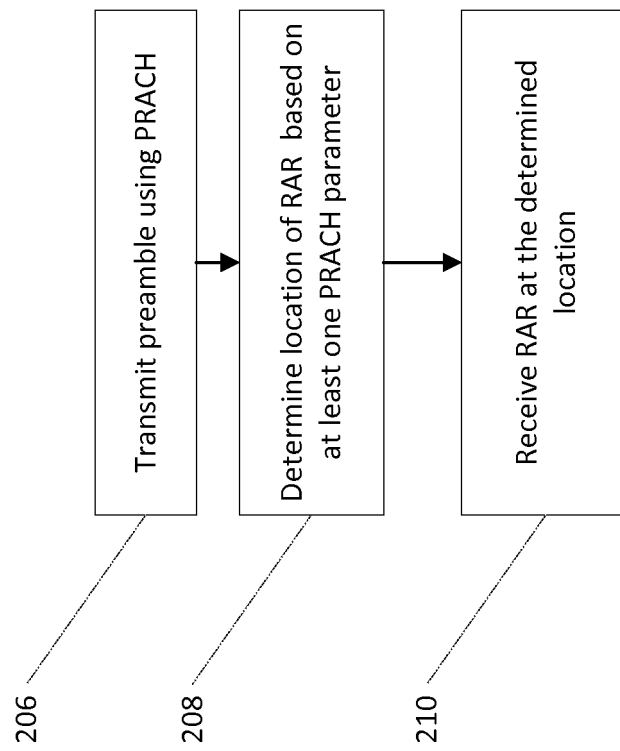 206
Transmit preamble using PRACH
208
Determine location of RAR based on
at least one PRACH parameter
210
Receive RAR at the determined
location